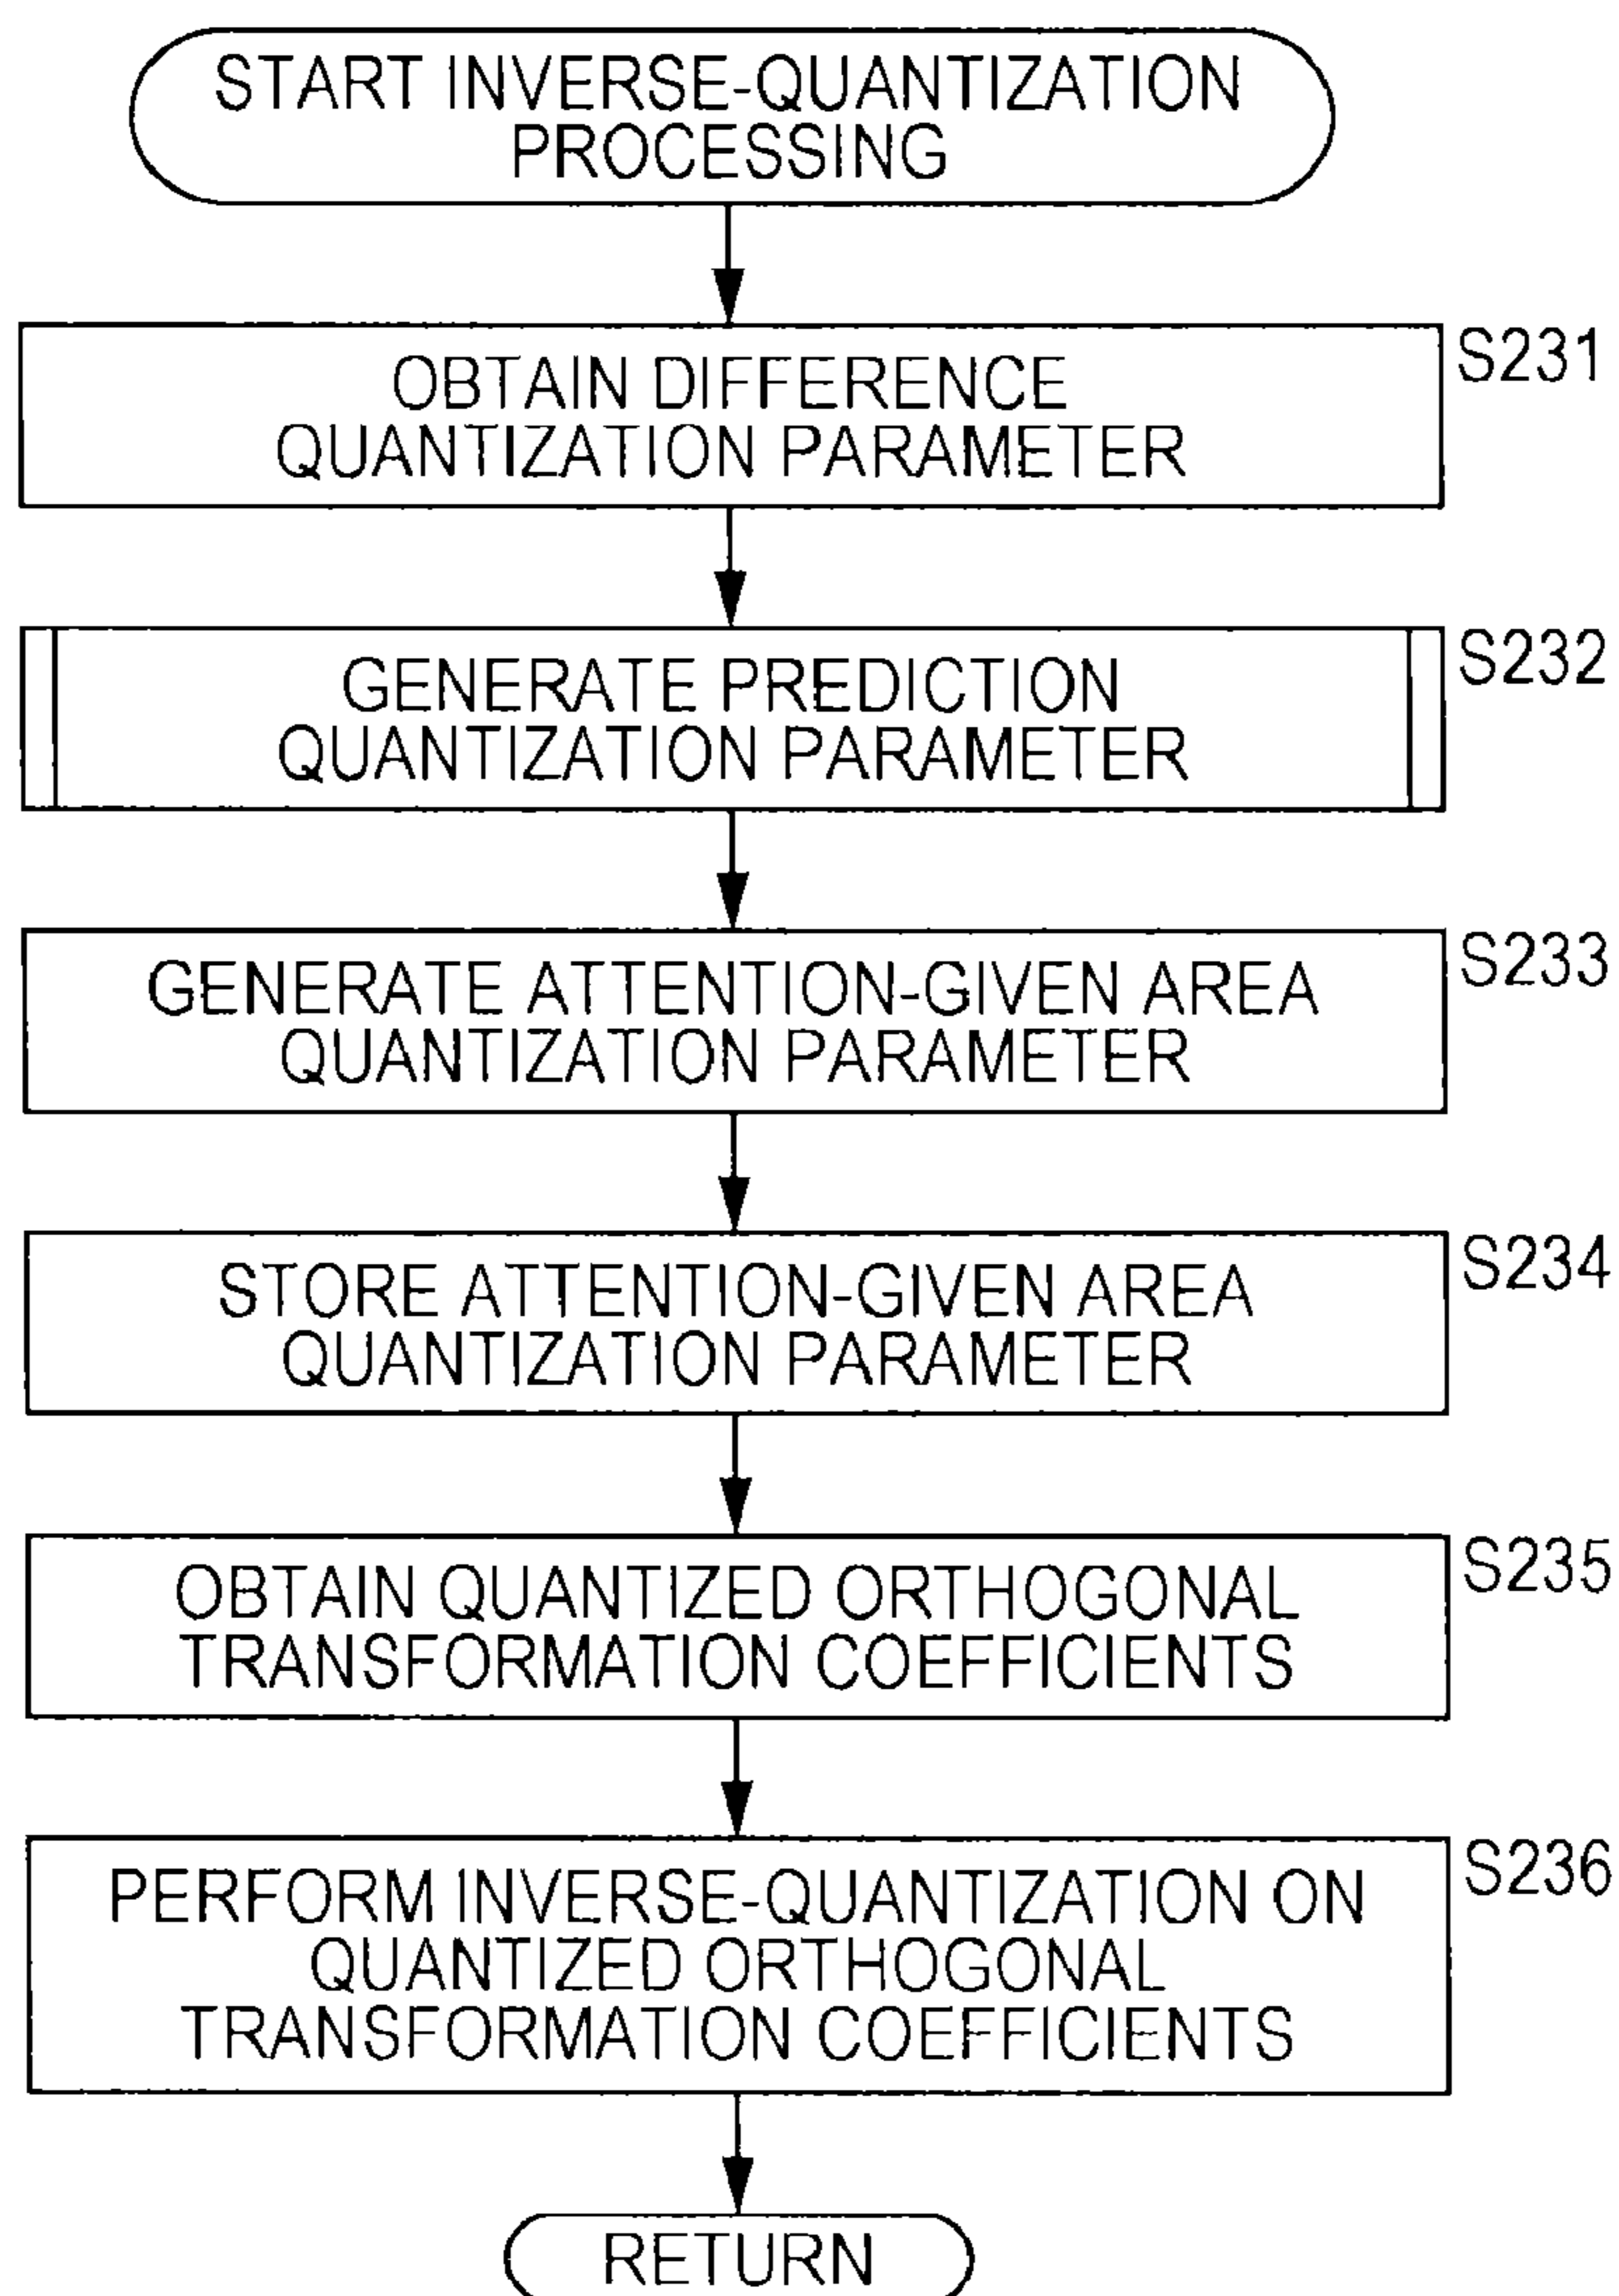 START INVERSE-QUANTIZATION
PROCESSING
OBTAIN DIFFERENCE
QUANTIZATION PARAMETER
S231
GENERATE PREDICTION
QUANTIZATION PARAMETER
S232
GENERATE ATTENTION-GIVEN AREA
QUANTIZATION PARAMETER
S233
STORE ATTENTION-GIVEN AREA
QUANTIZATION PARAMETER
S234
OBTAIN QUANTIZED ORTHOGONAL
TRANSFORMATION COEFFICIENTS
S235
PERFORM INVERSE-QUANTIZATION ON
QUANTIZED ORTHOGONAL
TRANSFORMATION COEFFICIENTS
S236
RETURN